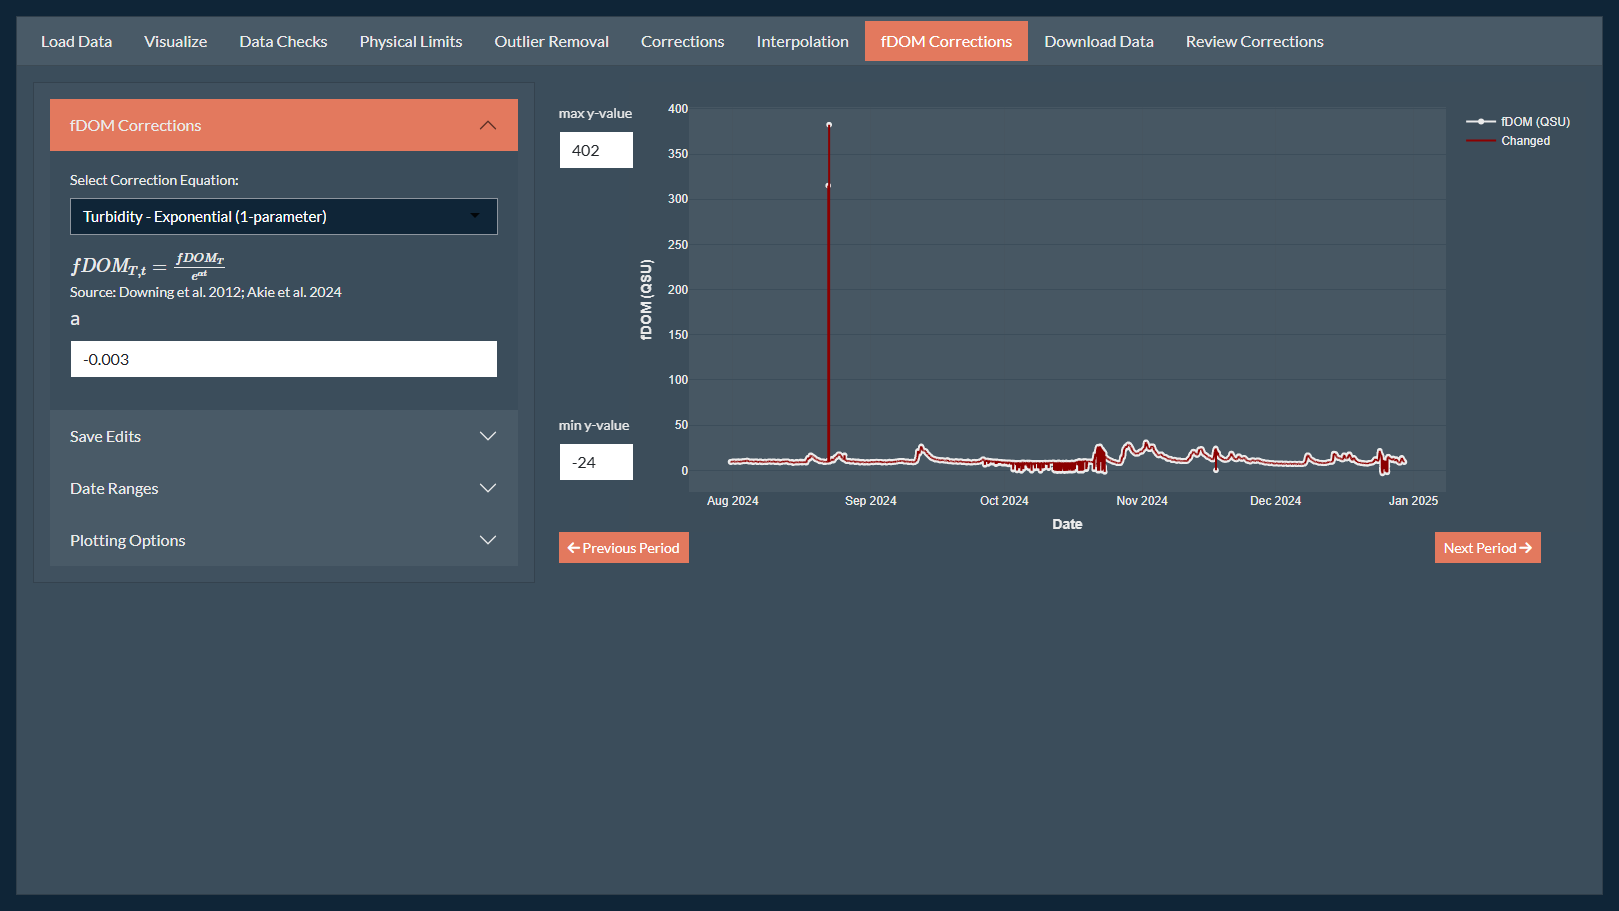 Load Data Visualize Data Checks Physical Limits Outlier Removal Corrections Interpolation fDOM Corrections Download Data Review Corrections
fDOM Corrections
Select Correction Equation:
Turbidity - Exponential (1-parameter)
fDOM_{T,t} = \frac{fDOM_T}{e^{αt}}
Source: Downing et al. 2012; Akie et al. 2024
a
-0.003
Save Edits
Date Ranges
Plotting Options
max y-value
402
min y-value
-24
400
350
300
250
200
150
100
50
0
fDOM (QSU)
Aug 2024 Sep 2024 Oct 2024 Nov 2024 Dec 2024 Jan 2025
Date
fDOM (QSU)
Changed
Previous Period
Next Period